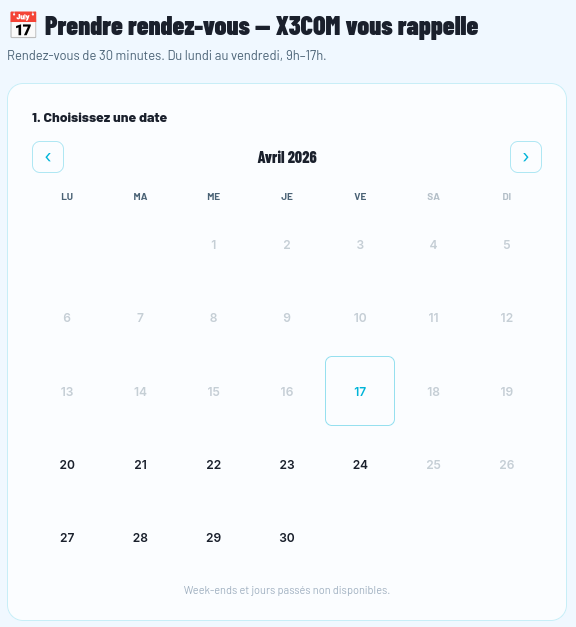 July 17 Prendre rendez-vous — X3COM vous rappelle
Rendez-vous de 30 minutes. Du lundi au vendredi, 9h–17h.
1. Choisissez une date
‹ Avril 2026 ›
LU MA ME JE VE SA DI
1 2 3 4 5
6 7 8 9 10 11 12
13 14 15 16 17 18 19
20 21 22 23 24 25 26
27 28 29 30
Week-ends et jours passés non disponibles.